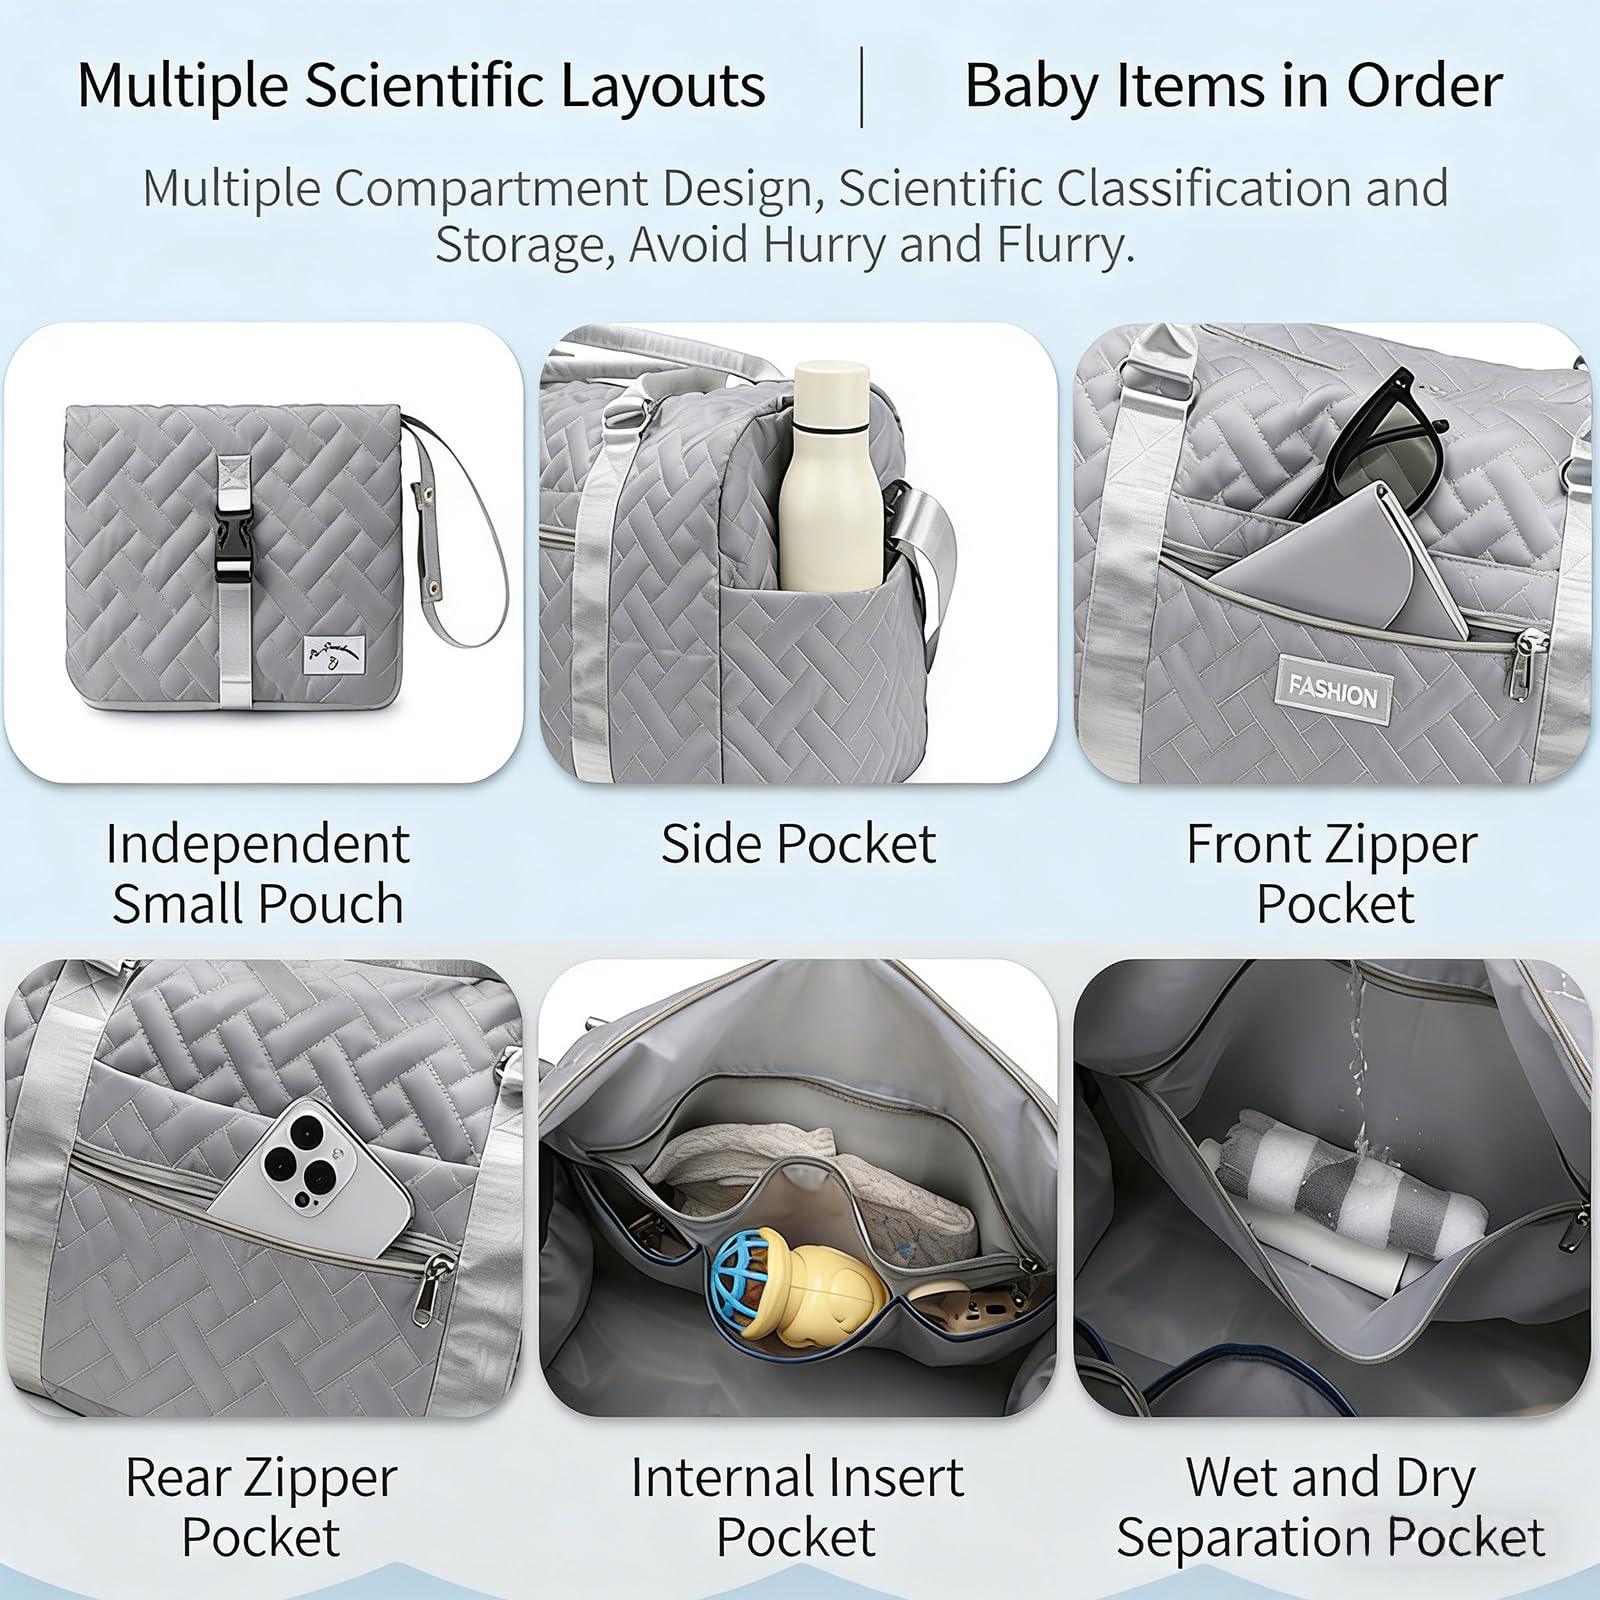 Multiple Scientific Layouts
Baby Items in Order
Multiple Compartment Design, Scientific Classification and
Storage, Avoid Hurry and Flurry.
FASHION
Independent
Small Pouch
Side Pocket
Front Zipper
Pocket
Rear Zipper
Pocket
Internal Insert
Pocket
Wet and Dry
Separation Pocket